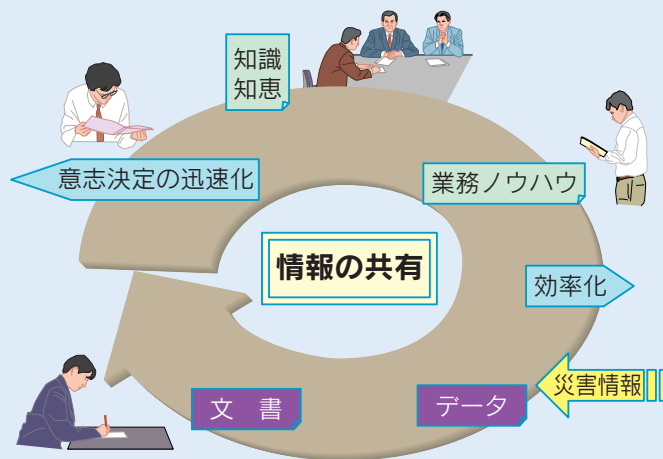 知識
知恵
意志決定の迅速化
業務ノウハウ
情報の共有
効率化
災害情報
文　書
データ